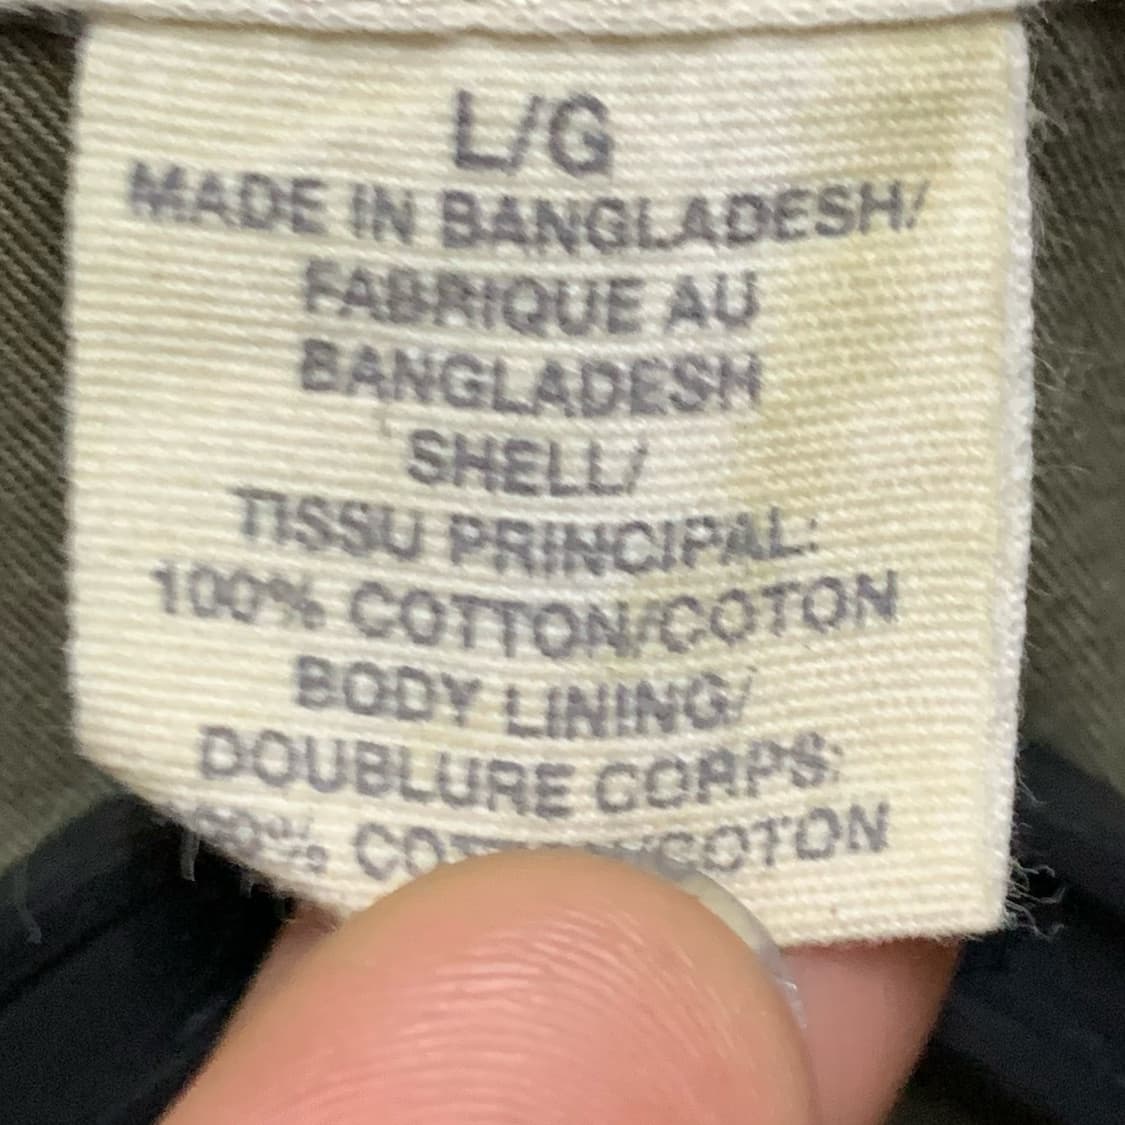 L/G
MADE IN BANGLADESH/
FABRIQUE AU
BANGLADESH
SHELL/
TISSU PRINCIPAL:
100% COTTON/COTON
BODY LINING/
DOUBLURE CORPS: